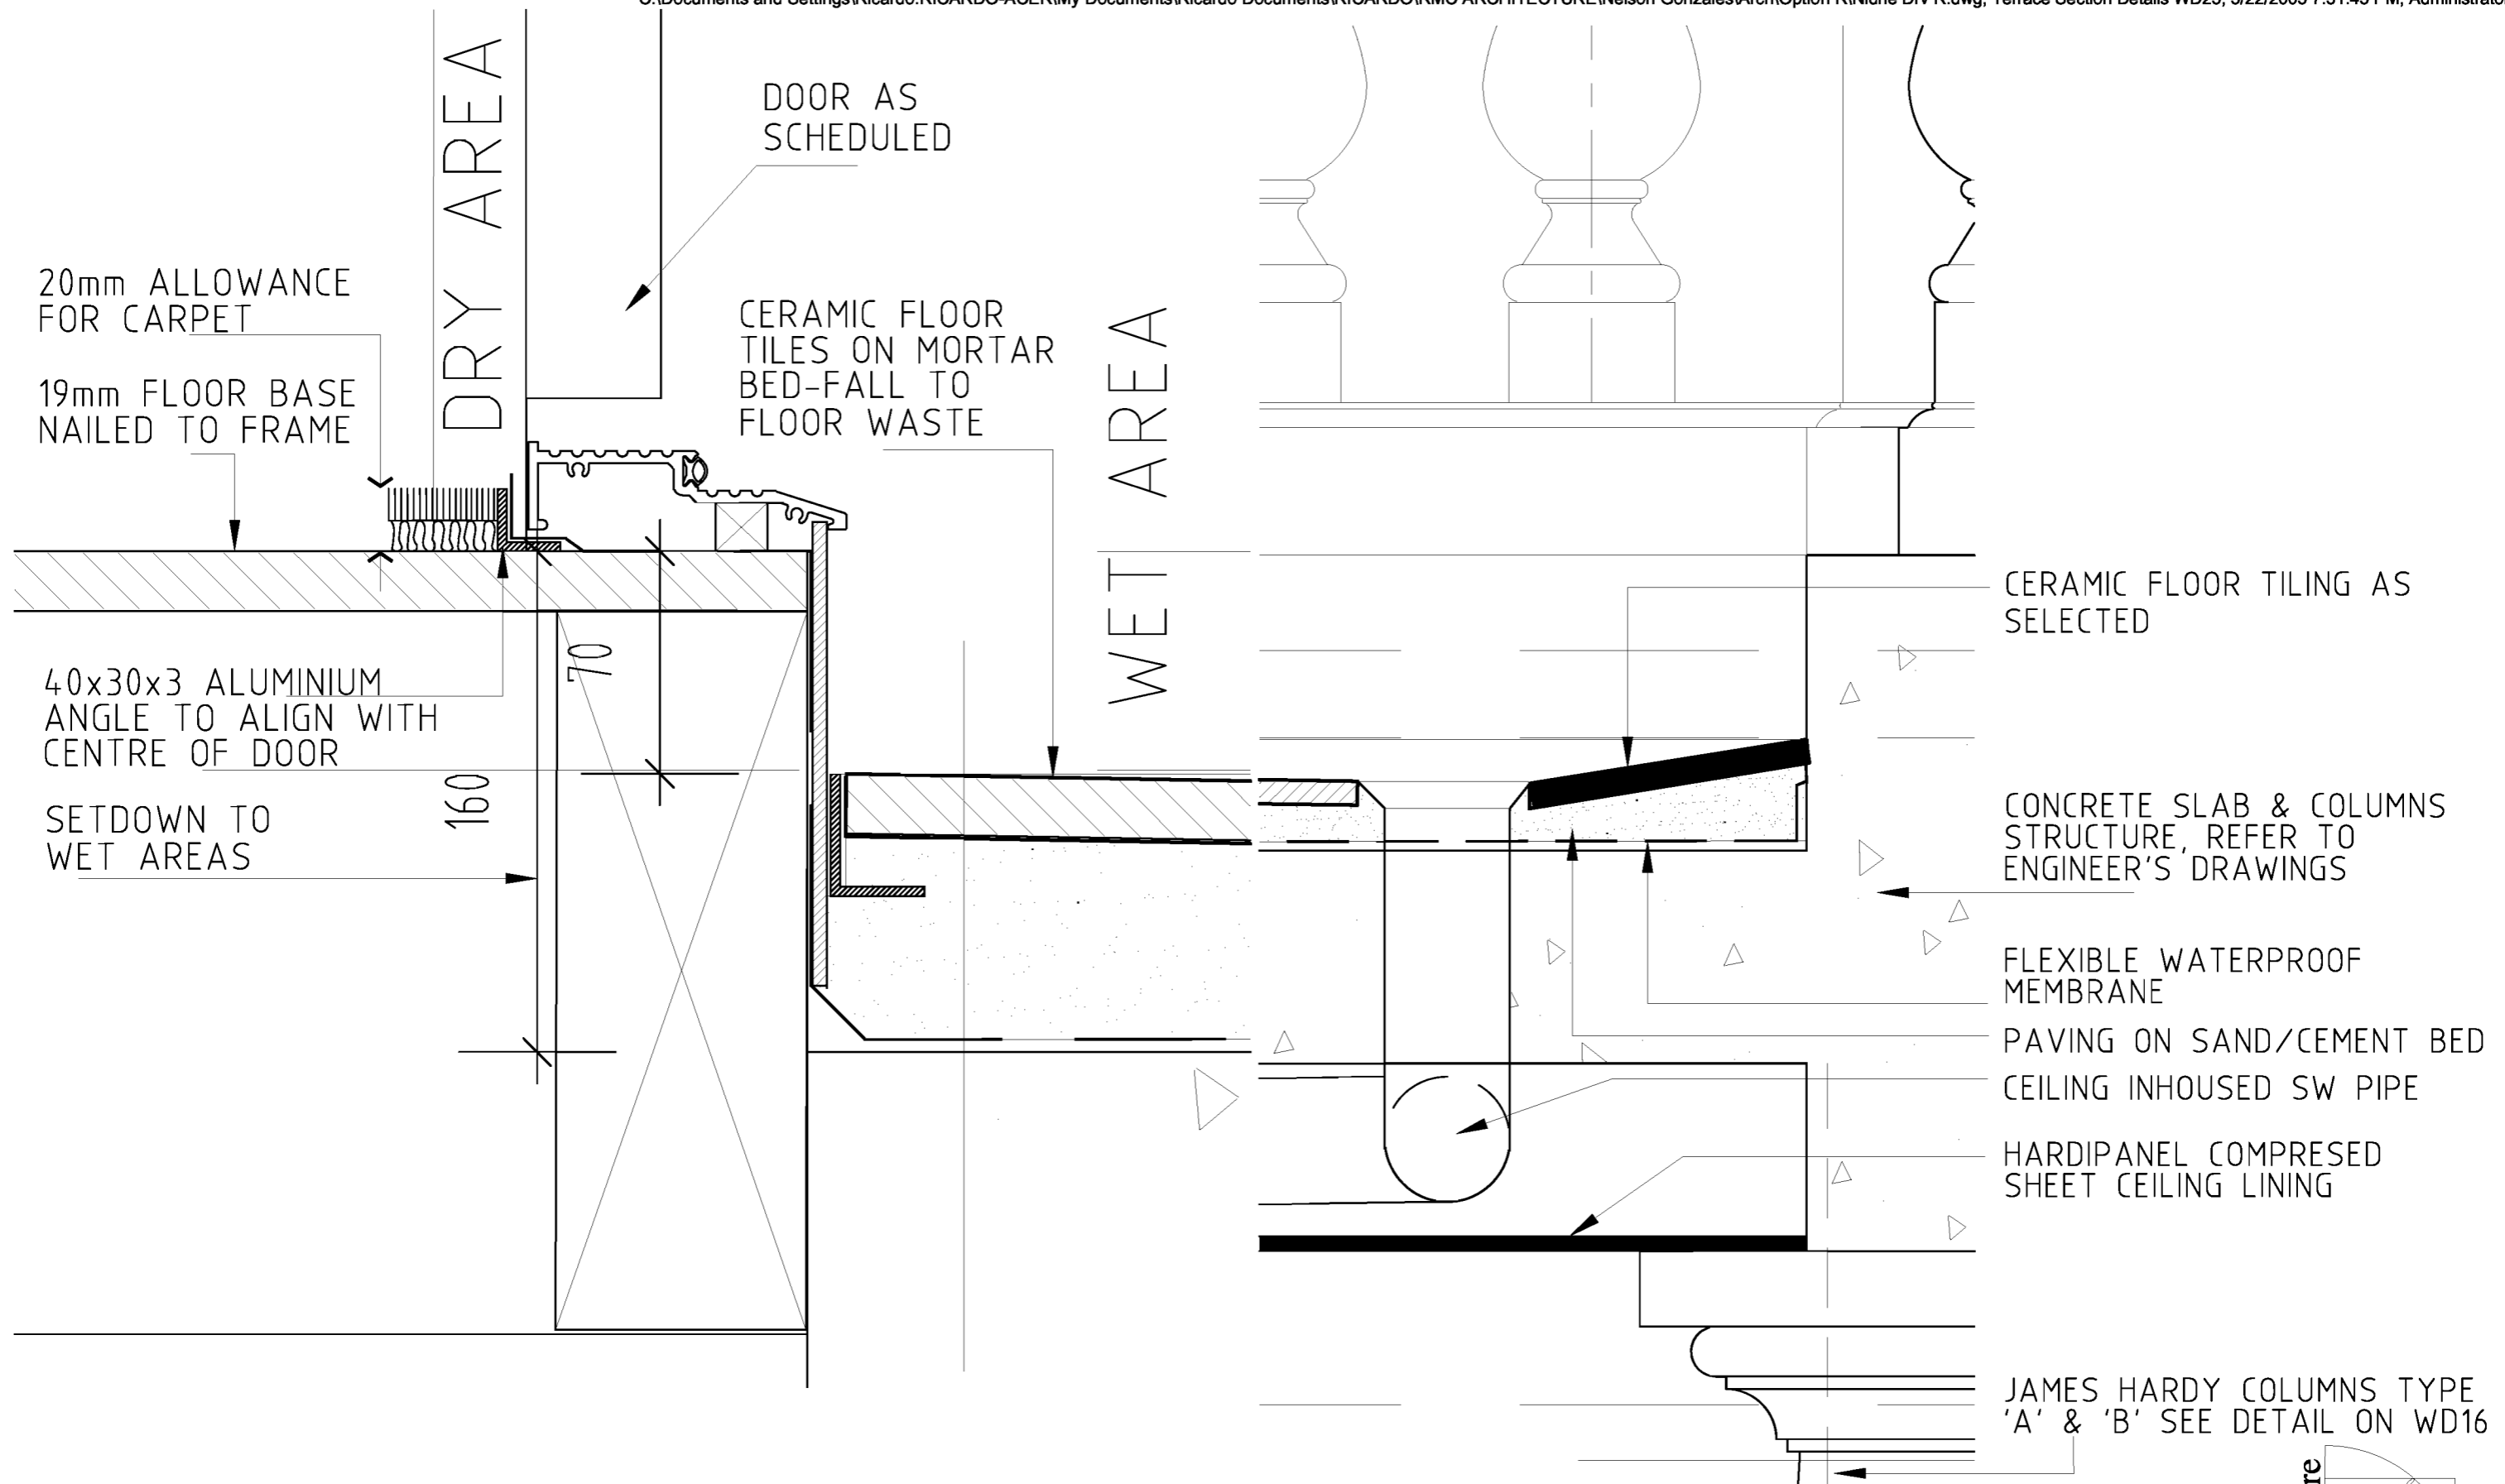 DRY AREA
DOOR AS
SCHEDULED
20mm ALLOWANCE
FOR CARPET
19mm FLOOR BASE
NAILED TO FRAME
CERAMIC FLOOR
TILES ON MORTAR
BED-FALL TO
FLOOR WASTE
WET AREA
40x30x3 ALUMINIUM
ANGLE TO ALIGN WITH
CENTRE OF DOOR
70
160
SETDOWN TO
WET AREAS
CERAMIC FLOOR TILING AS
SELECTED
CONCRETE SLAB & COLUMNS
STRUCTURE, REFER TO
ENGINEER'S DRAWINGS
FLEXIBLE WATERPROOF
MEMBRANE
PAVING ON SAND/CEMENT BED
CEILING INHOUSED SW PIPE
HARDIPANEL COMPRESED
SHEET CEILING LINING
JAMES HARDY COLUMNS TYPE
'A' & 'B' SEE DETAIL ON WD16